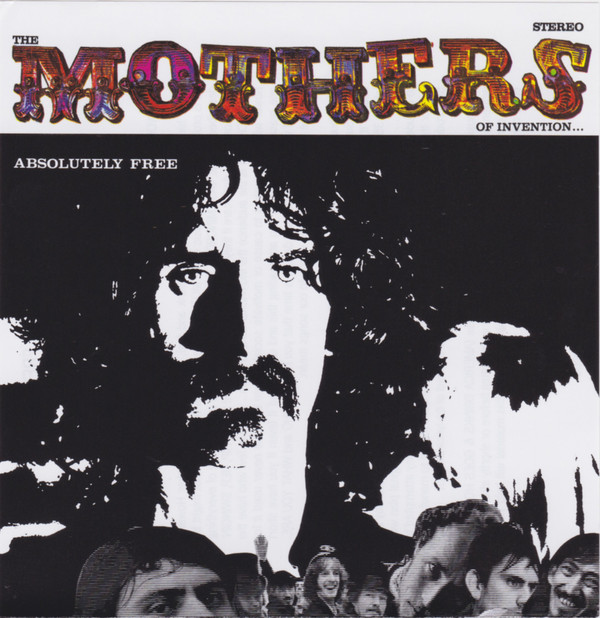 THE
STEREO
MOTHERS
OF INVENTION...
ABSOLUTELY FREE